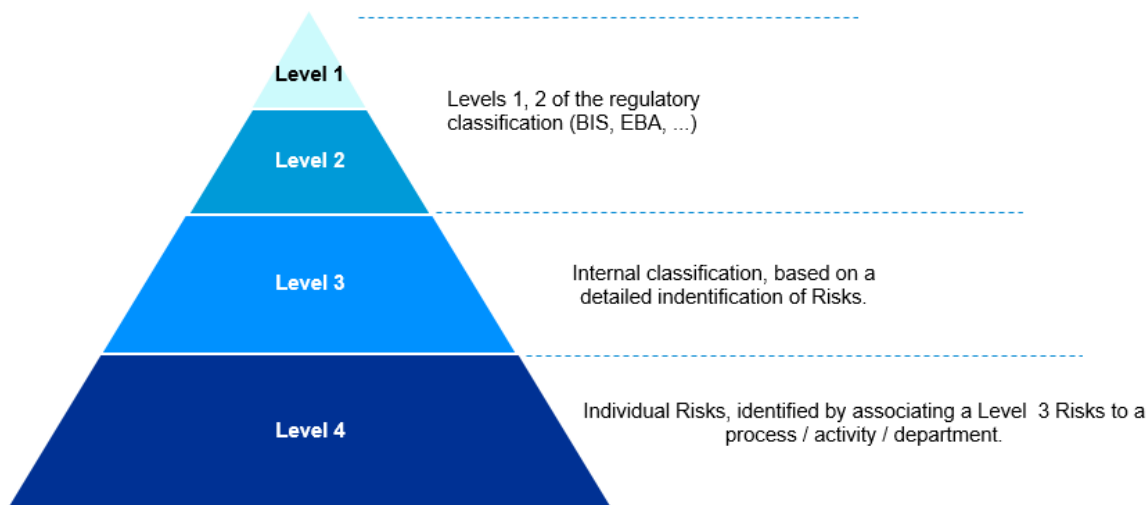 Level 1
Levels 1, 2 of the regulatory
classification (BIS, EBA, ...)
Level 2
Level 3
Internal classification, based on a
detailed indentification of Risks.
Level 4
Individual Risks, identified by associating a Level 3 Risks to a
process / activity / department.